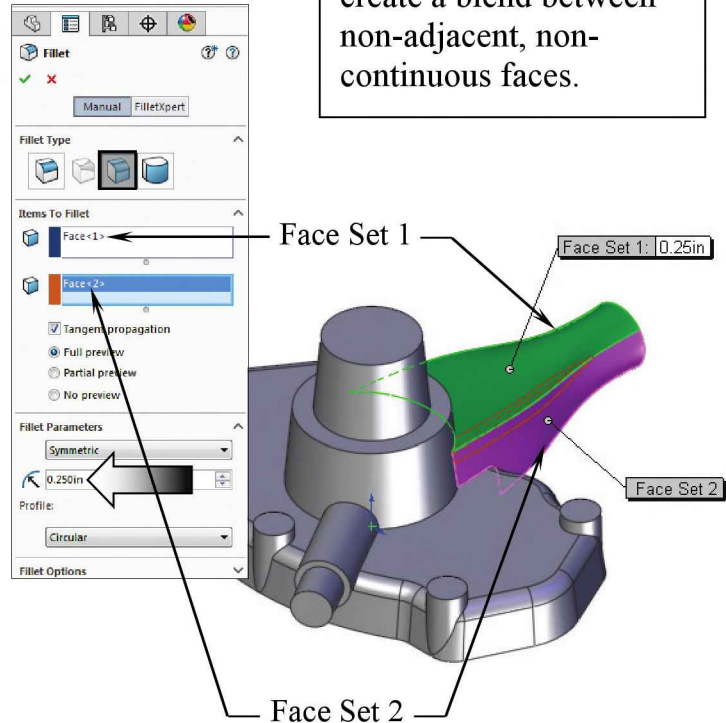 create a blend between
non-adjacent, non-
continuous faces.
Fillet
Manual FilletXpert
Fillet Type
Items To Fillet
Face<1>
Face<2>
Tangent propagation
Full preview
Partial preview
No preview
Fillet Parameters
Symmetric
0.250in
Profile:
Circular
Fillet Options
Face Set 1
Face Set 1: 0.25in
Face Set 2
Face Set 2